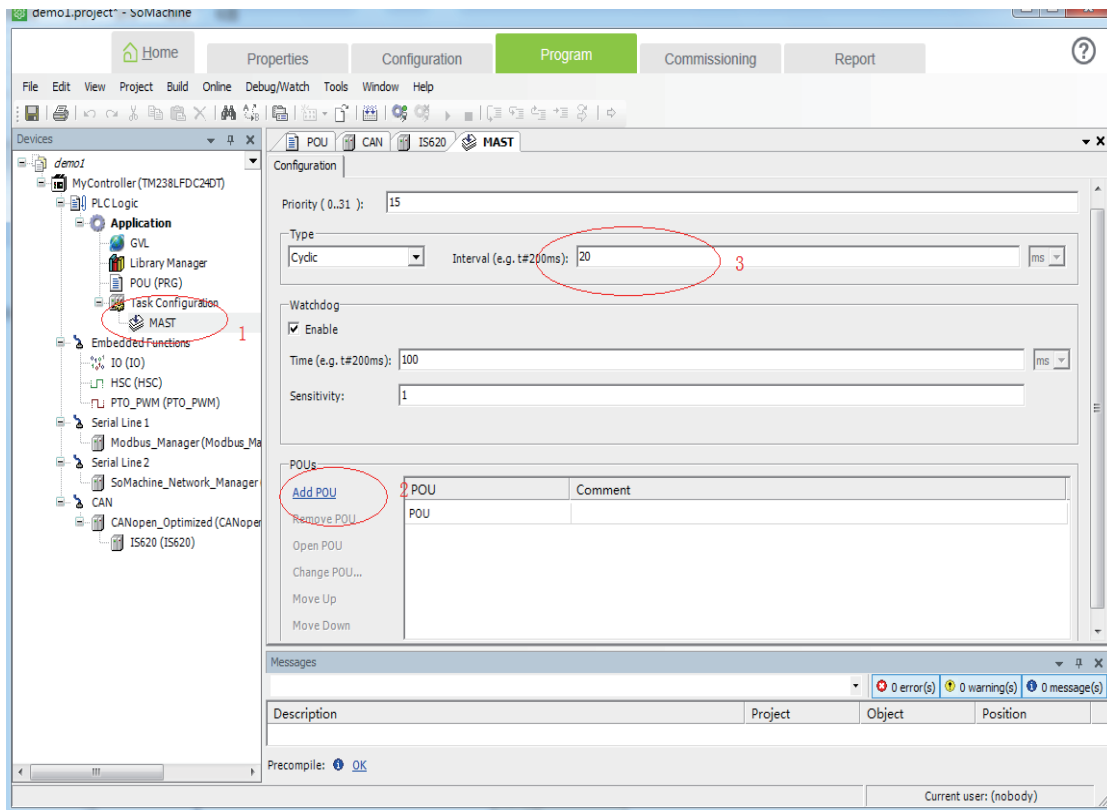 demo1.project* - SoMachine
Home
Properties
Configuration
Program
Commissioning
Report
?
File Edit View Project Build Online Debug/Watch Tools Window Help
Devices
POU CAN IS620 MAST
demo1
Configuration
MyController (TM238LFDC24DT)
PLC Logic
Application
GVL
Library Manager
POU (PRG)
Task Configuration
MAST
1
Embedded Functions
IO (IO)
HSC (HSC)
PTO_PWM (PTO_PWM)
Serial Line 1
Modbus_Manager (Modbus_Ma
Serial Line 2
SoMachine_Network_Manager
CAN
CANopen_Optimized (CANoper
IS620 (IS620)
Priority ( 0..31 ): 15
Type
Cyclic Interval (e.g. t#200ms): 20 3 ms
Watchdog
Enable
Time (e.g. t#200ms): 100 ms
Sensitivity: 1
POUs
Add POU 2 POU Comment
Remove POU POU
Open POU
Change POU...
Move Up
Move Down
Messages
0 error(s) 0 warning(s) 0 message(s)
Description Project Object Position
Precompile: OK
Current user: (nobody)